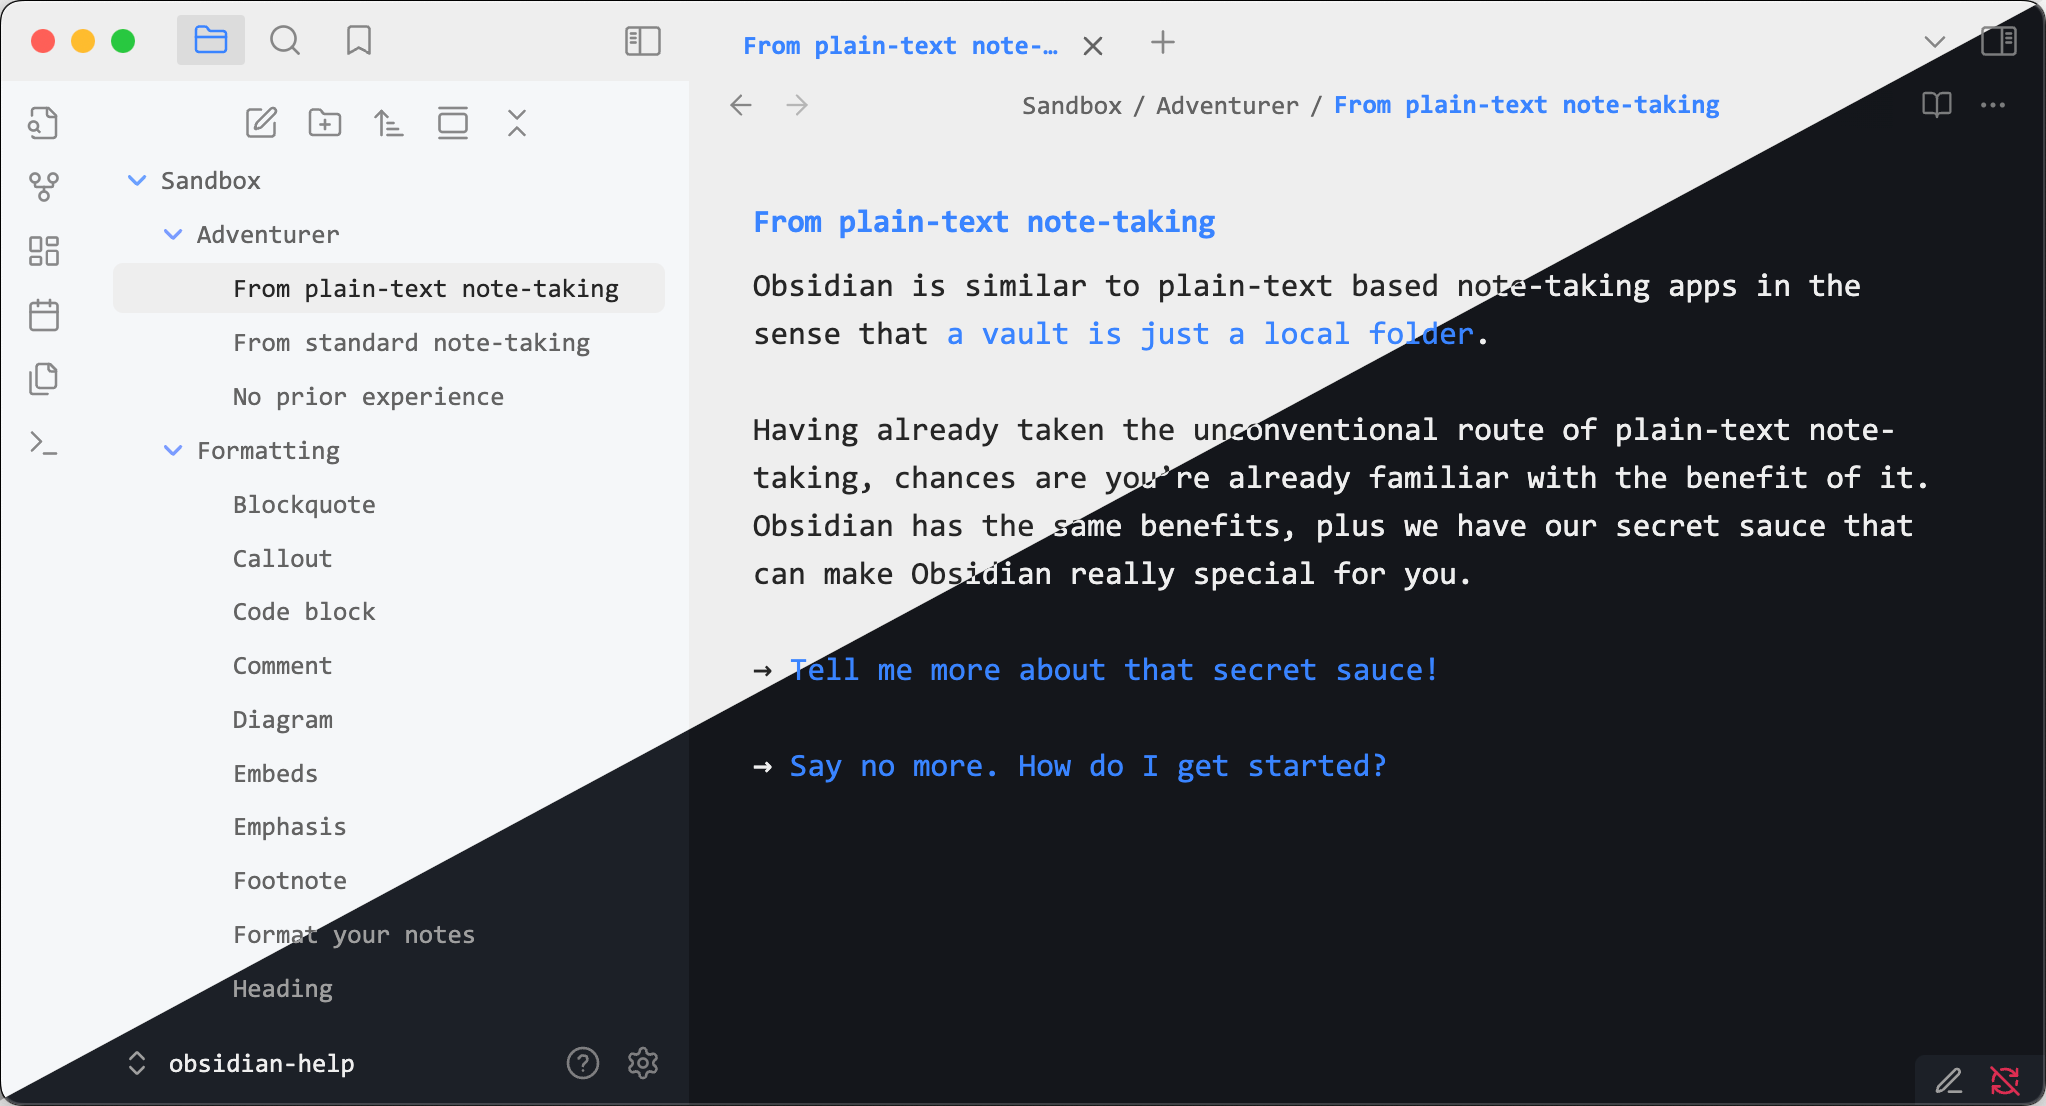 From plain-text note-…
Sandbox / Adventurer / From plain-text note-taking
Sandbox
Adventurer
From plain-text note-taking
From standard note-taking
No prior experience
Formatting
Blockquote
Callout
Code block
Comment
Diagram
Embeds
Emphasis
Footnote
Format your notes
Heading
obsidian-help
From plain-text note-taking
Obsidian is similar to plain-text based note-taking apps in the
sense that a vault is just a local folder.
Having already taken the unconventional route of plain-text note-
taking, chances are you’re already familiar with the benefit of it.
Obsidian has the same benefits, plus we have our secret sauce that
can make Obsidian really special for you.
→ Tell me more about that secret sauce!
→ Say no more. How do I get started?